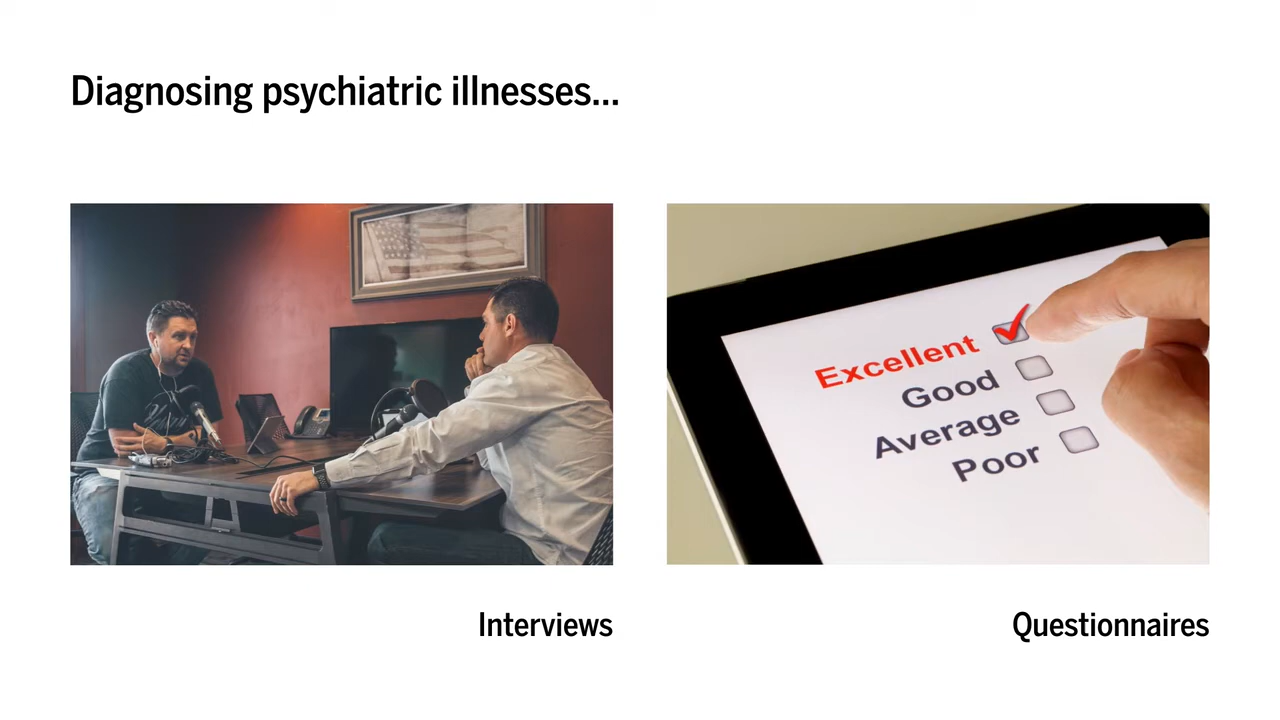 Diagnosing psychiatric illnesses...
Excellent
Good
Average
Poor
Interviews
Questionnaires